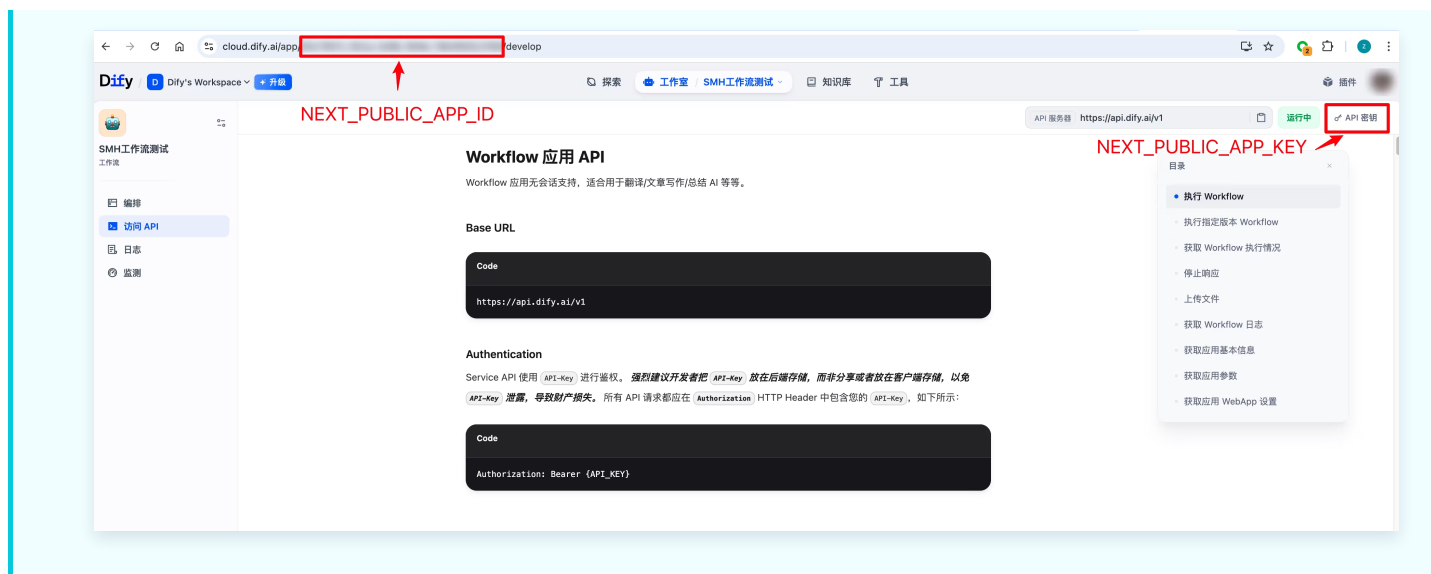 cloud.dify.ai/app/ /develop
Dify / D Dify's Workspace + 升级 探索 工作室 / SMH工作流测试 知识库 工具 插件
NEXT_PUBLIC_APP_ID
API 服务器 https://api.dify.ai/v1 运行中 API 密钥
NEXT_PUBLIC_APP_KEY
SMH工作流测试
工作流
编排
访问 API
日志
监测
Workflow 应用 API
Workflow 应用无会话支持，适合用于翻译/文章写作/总结 AI 等等。
Base URL
Code
https://api.dify.ai/v1
Authentication
Service API 使用 API-Key 进行鉴权。 强烈建议开发者把 API-Key 放在后端存储，而非分享或者放在客户端存储，以免
API-Key 泄露，导致财产损失。 所有 API 请求都应在 Authorization HTTP Header 中包含您的 API-Key，如下所示：
Code
Authorization: Bearer {API_KEY}
目录 ×
执行 Workflow
执行指定版本 Workflow
获取 Workflow 执行情况
停止响应
上传文件
获取 Workflow 日志
获取应用基本信息
获取应用参数
获取应用 WebApp 设置
2
Z